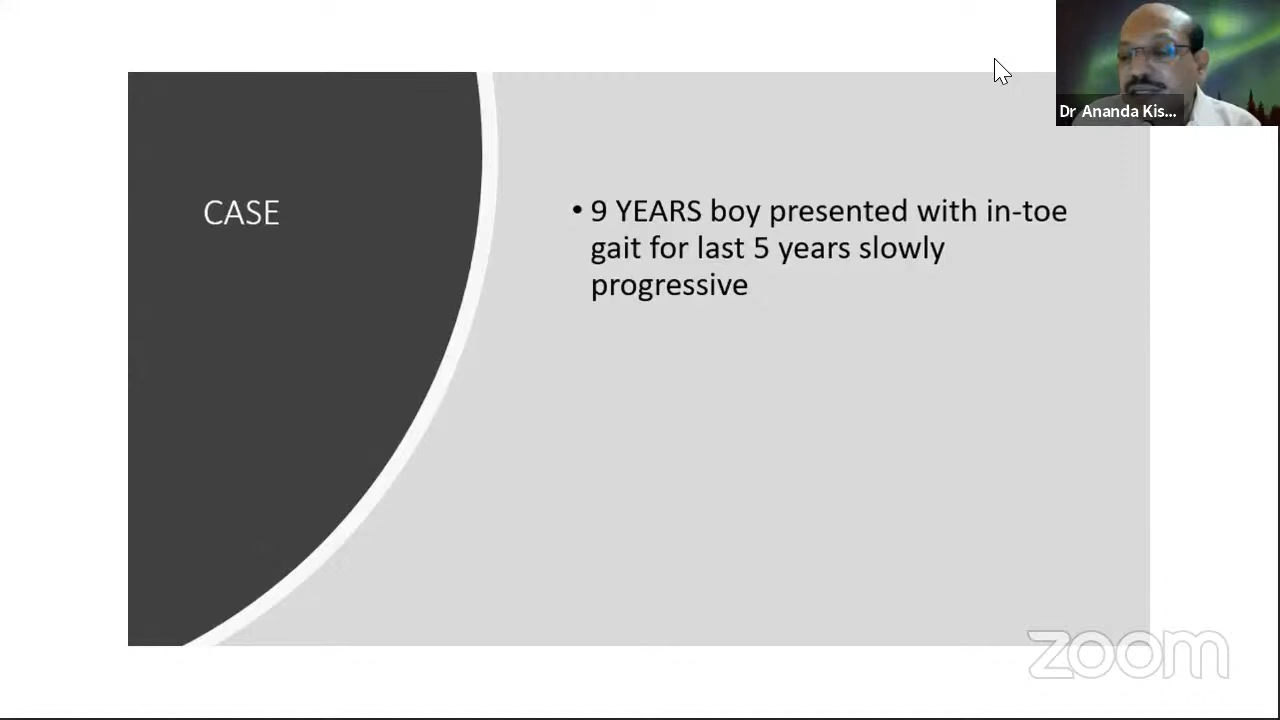 Dr Ananda Kis...
CASE
• 9 YEARS boy presented with in-toe
gait for last 5 years slowly
progressive
zoom